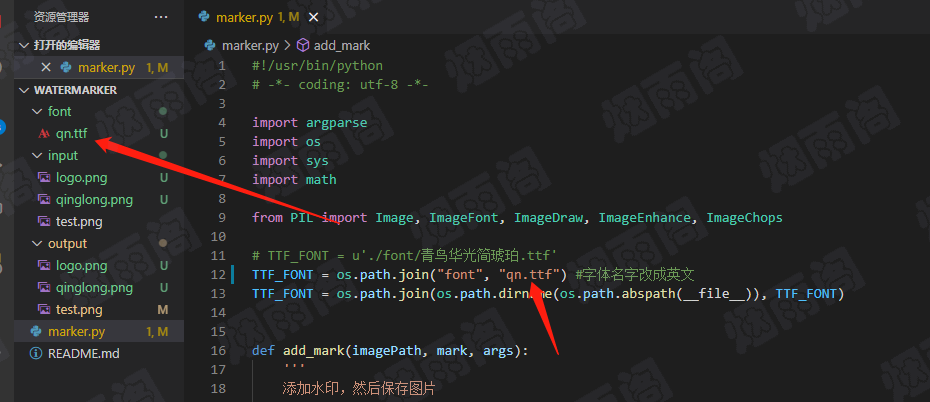 资源管理器
打开的编辑器
marker.py 1, M
WATERMARKER
font
qn.ttf U
input
logo.png U
qinglong.png U
test.png
output
logo.png U
qinglong.png U
test.png M
marker.py 1, M
README.md
marker.py 1, M
marker.py > add_mark
1 #!/usr/bin/python
2 # -*- coding: utf-8 -*-
3
4 import argparse
5 import os
6 import sys
7 import math
8
9 from PIL import Image, ImageFont, ImageDraw, ImageEnhance, ImageChops
10
11 # TTF_FONT = u'./font/青鸟华光简琥珀.ttf'
12 TTF_FONT = os.path.join("font", "qn.ttf") #字体名字改成英文
13 TTF_FONT = os.path.join(os.path.dirname(os.path.abspath(__file__)), TTF_FONT)
14
15
16 def add_mark(imagePath, mark, args):
17 '''
18 添加水印，然后保存图片
烟雨阁